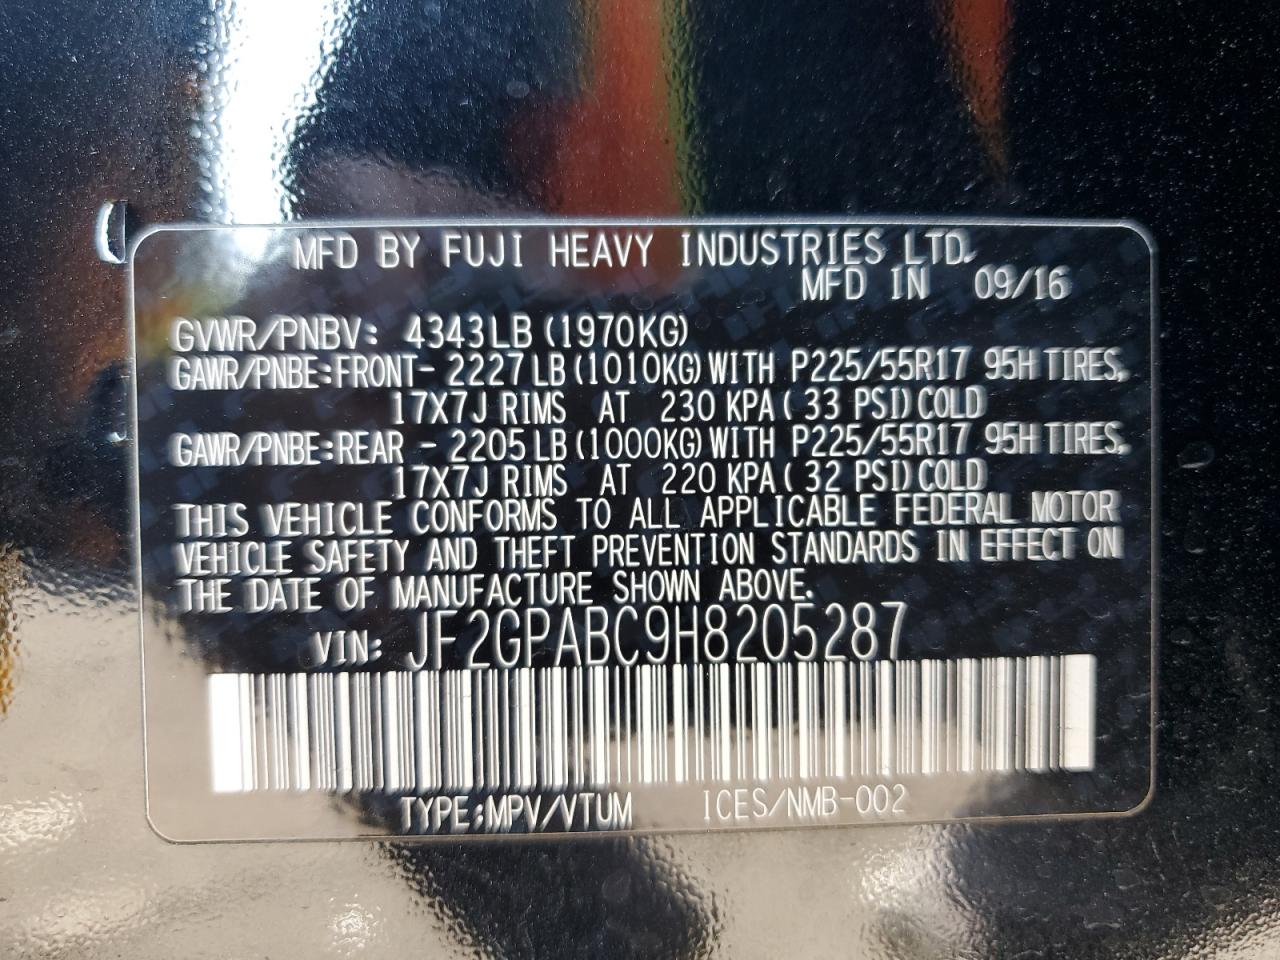 MFD BY FUJI HEAVY INDUSTRIES LTD.
MFD IN 09/16
GVWR/PNBV: 4343LB (1970KG)
GAWR/PNBE:FRONT- 2227LB (1010KG) WITH P225/55R17 95H TIRES,
17X7J RIMS AT 230 KPA ( 33 PSI) COLD
GAWR/PNBE:REAR - 2205LB (1000KG) WITH P225/55R17 95H TIRES,
17X7J RIMS AT 220 KPA ( 32 PSI) COLD
THIS VEHICLE CONFORMS TO ALL APPLICABLE FEDERAL MOTOR
VEHICLE SAFETY AND THEFT PREVENTION STANDARDS IN EFFECT ON
THE DATE OF MANUFACTURE SHOWN ABOVE.
VIN: JF2GPABC9H8205287
TYPE:MPV/VTUM ICES/NMB-002